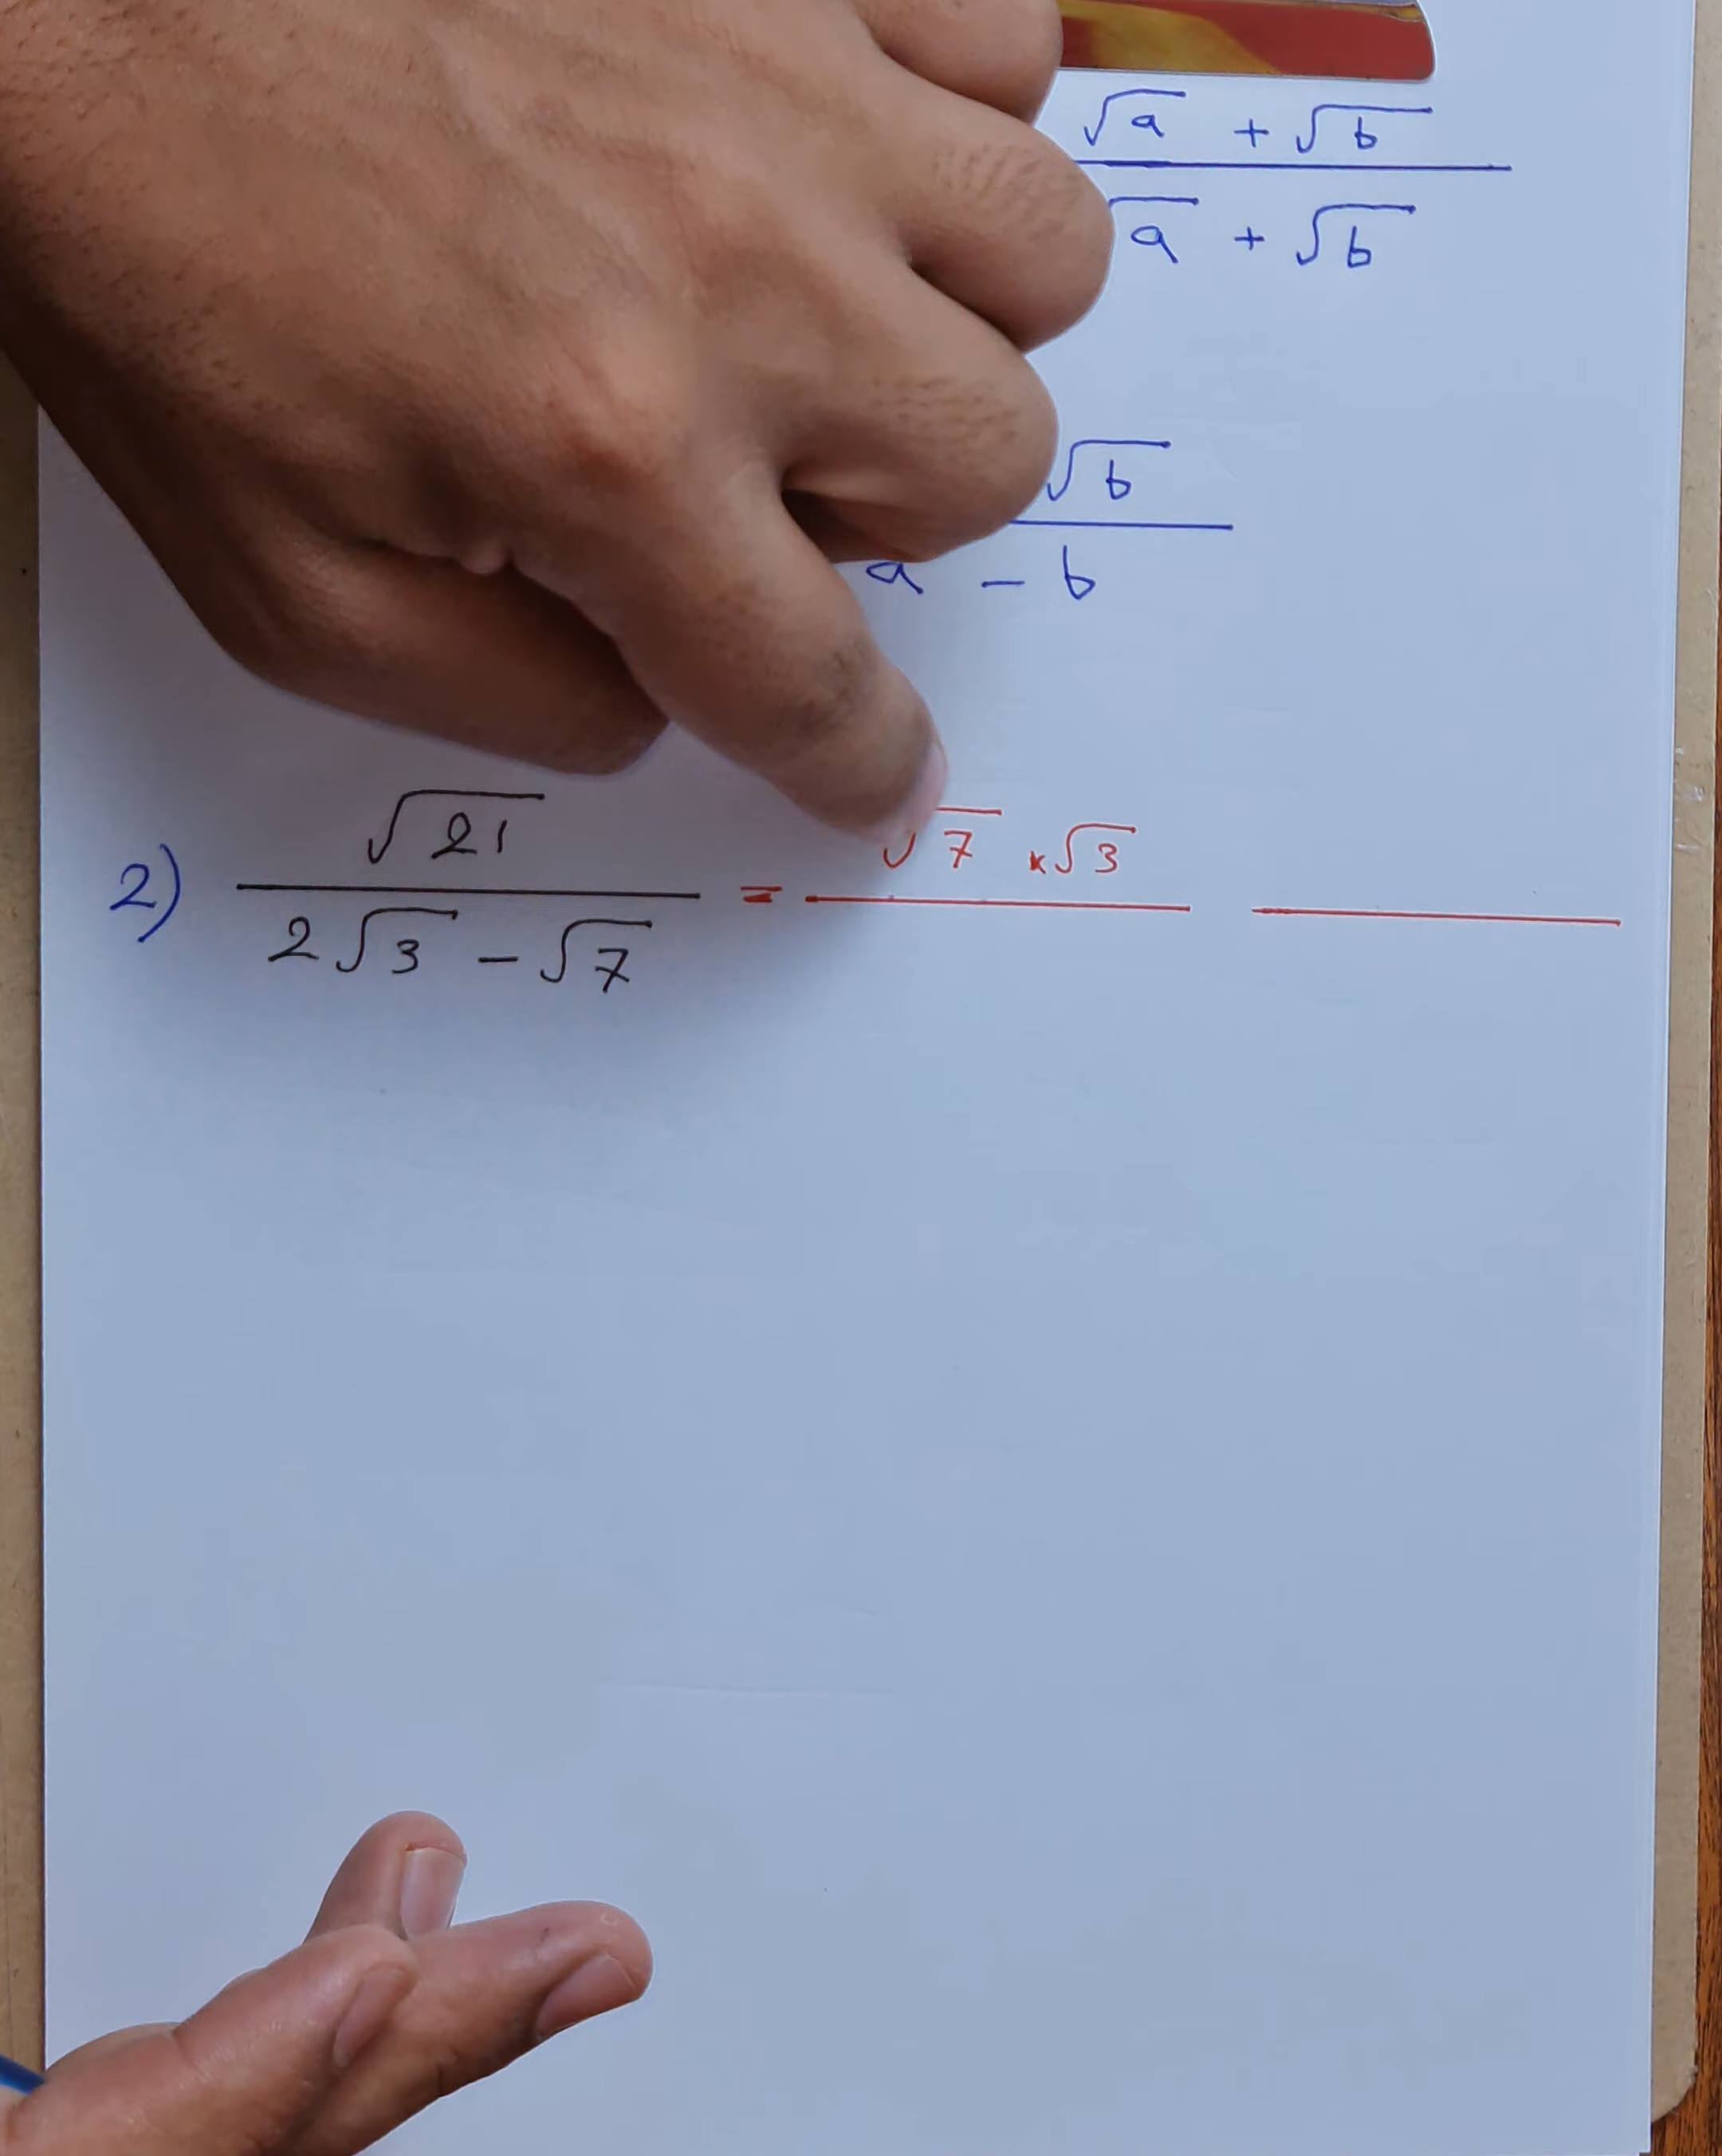 √a + √b
√a + √b
√b
a - b
2) √21 / 2√3 - √7 = √7 × √3